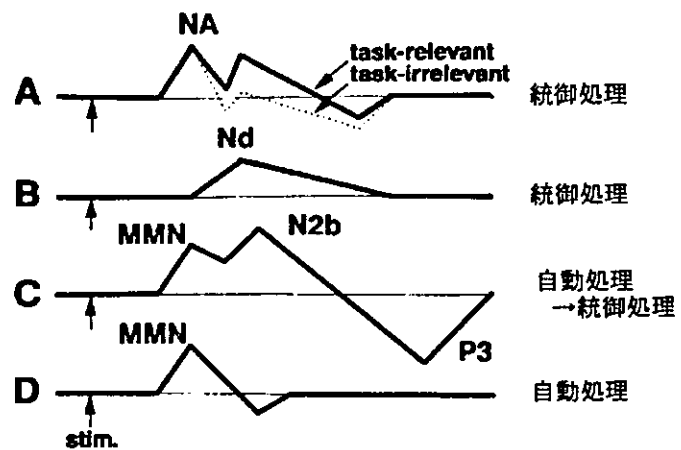 NA
task-relevant
task-irrelevant
A
統御処理
Nd
B
統御処理
MMN
N2b
C
自動処理
→統御処理
P3
MMN
D
自動処理
stim.